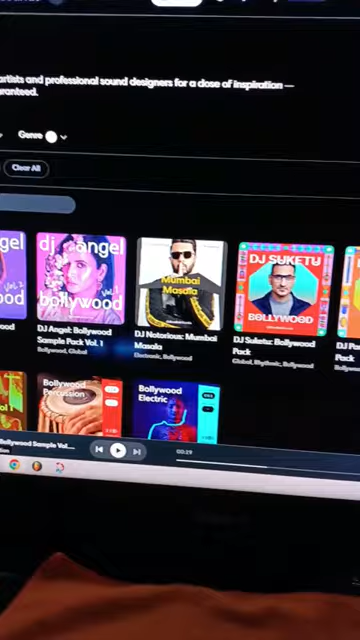 artists and professional sound designers for a dose of inspiration —
Genre
Clear All
dj angel
bollywood
Mumbai
Masala
DJ SUKETU
BOLLYWOOD
DJ Angel: Bollywood
Sample Pack Vol. 1
Bollywood, Global
DJ Notorious: Mumbai
Masala
Electronic, Bollywood
DJ Suketu: Bollywood
Pack
Global, Rhythmic, Bollywood
Bollywood
Percussion
Bollywood
Electric
Bollywood Sample Vol....
00:29